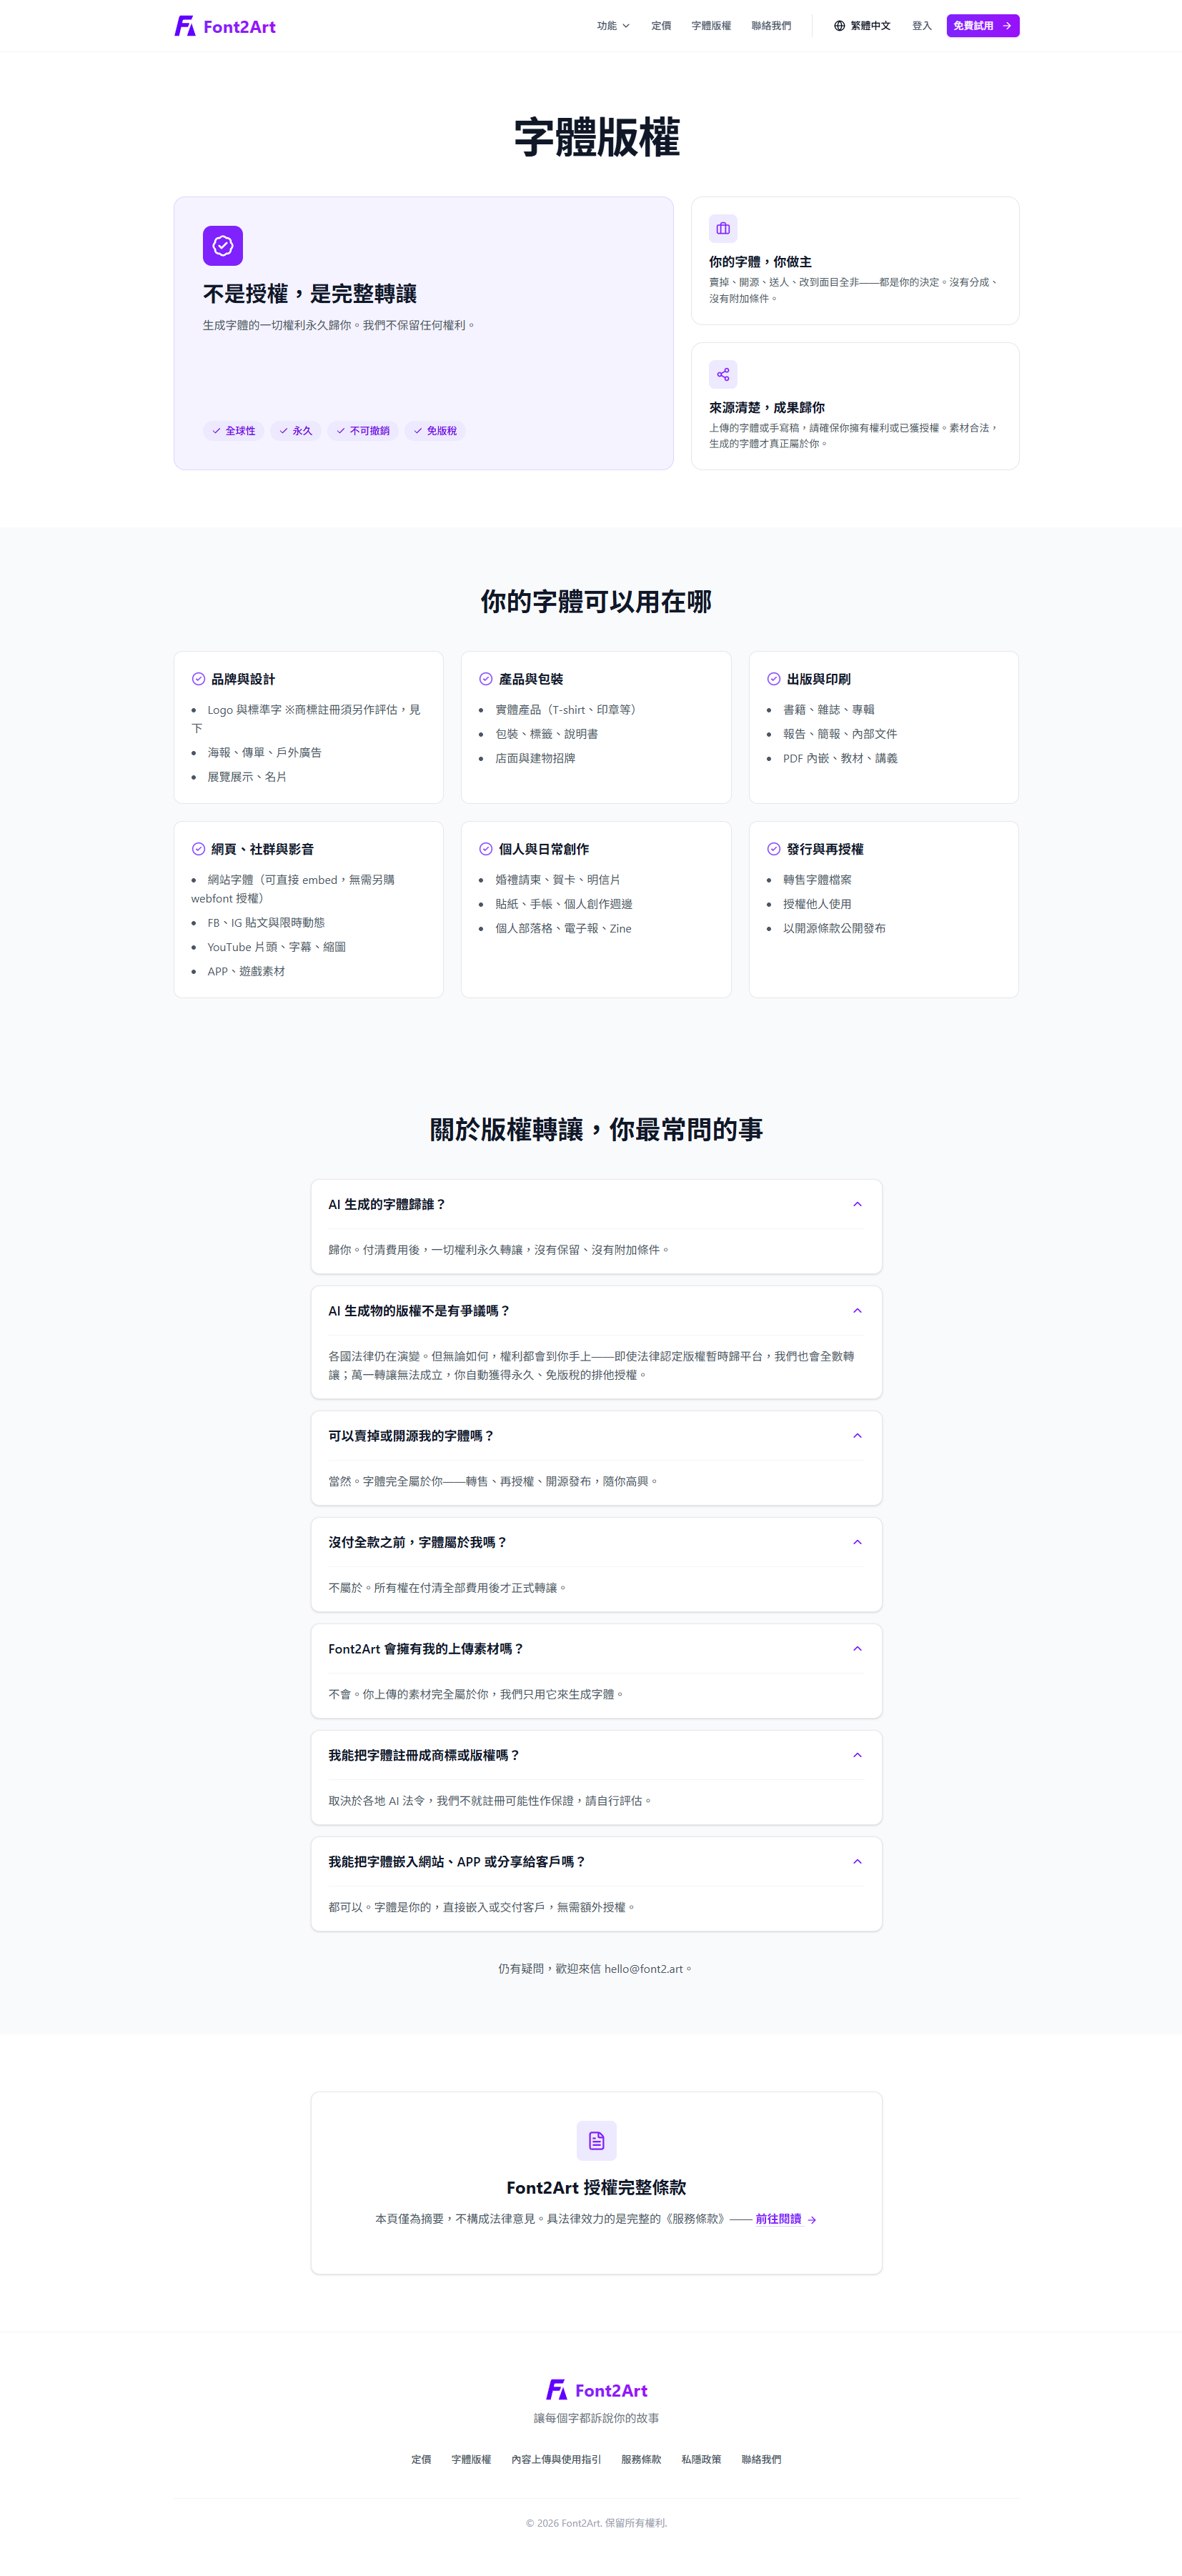 Font2Art
功能
定價
字體版權
聯絡我們
繁體中文
登入
免費試用
字體版權
不是授權，是完整轉讓
生成字體的一切權利永久歸你。我們不保留任何權利。
全球性
永久
不可撤銷
免版稅
你的字體，你做主
賣掉、開源、送人、改到面目全非——都是你的決定。沒有分成、
沒有附加條件。
來源清楚，成果歸你
上傳的字體或手寫稿，請確保你擁有權利或已獲授權。素材合法，
生成的字體才真正屬於你。
你的字體可以用在哪
品牌與設計
Logo 與標準字 ※商標註冊須另作評估，見
下
海報、傳單、戶外廣告
展覽展示、名片
產品與包裝
實體產品（T-shirt、印章等）
包裝、標籤、說明書
店面與建物招牌
出版與印刷
書籍、雜誌、專輯
報告、簡報、內部文件
PDF 內嵌、教材、講義
網頁、社群與影音
網站字體（可直接 embed，無需另購
webfont 授權）
FB、IG 貼文與限時動態
YouTube 片頭、字幕、縮圖
APP、遊戲素材
個人與日常創作
婚禮請柬、賀卡、明信片
貼紙、手帳、個人創作週邊
個人部落格、電子報、Zine
發行與再授權
轉售字體檔案
授權他人使用
以開源條款公開發布
關於版權轉讓，你最常問的事
AI 生成的字體歸誰？
歸你。付清費用後，一切權利永久轉讓，沒有保留、沒有附加條件。
AI 生成物的版權不是有爭議嗎？
各國法律仍在演變。但無論如何，權利都會到你手上——即使法律認定版權暫時歸平台，我們也會全數轉
讓；萬一轉讓無法成立，你自動獲得永久、免版稅的排他授權。
可以賣掉或開源我的字體嗎？
當然。字體完全屬於你——轉售、再授權、開源發布，隨你高興。
沒付全款之前，字體屬於我嗎？
不屬於。所有權在付清全部費用後才正式轉讓。
Font2Art 會擁有我的上傳素材嗎？
不會。你上傳的素材完全屬於你，我們只用它來生成字體。
我能把字體註冊成商標或版權嗎？
取決於各地 AI 法令，我們不就註冊可能性作保證，請自行評估。
我能把字體嵌入網站、APP 或分享給客戶嗎？
都可以。字體是你的，直接嵌入或交付客戶，無需額外授權。
仍有疑問，歡迎來信 hello@font2.art。
Font2Art 授權完整條款
本頁僅為摘要，不構成法律意見。具法律效力的是完整的《服務條款》—— 前往閱讀
Font2Art
讓每個字都訴說你的故事
定價
字體版權
內容上傳與使用指引
服務條款
私隱政策
聯絡我們
© 2026 Font2Art. 保留所有權利.